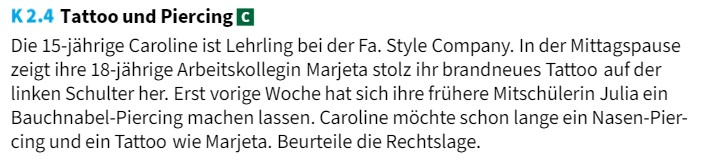 K 2.4 Tattoo und Piercing C
Die 15-jährige Caroline ist Lehrling bei der Fa. Style Company. In der Mittagspause
zeigt ihre 18-jährige Arbeitskollegin Marjeta stolz ihr brandneues Tattoo auf der
linken Schulter her. Erst vorige Woche hat sich ihre frühere Mitschülerin Julia ein
Bauchnabel-Piercing machen lassen. Caroline möchte schon lange ein Nasen-Pier-
cing und ein Tattoo wie Marjeta. Beurteile die Rechtslage.